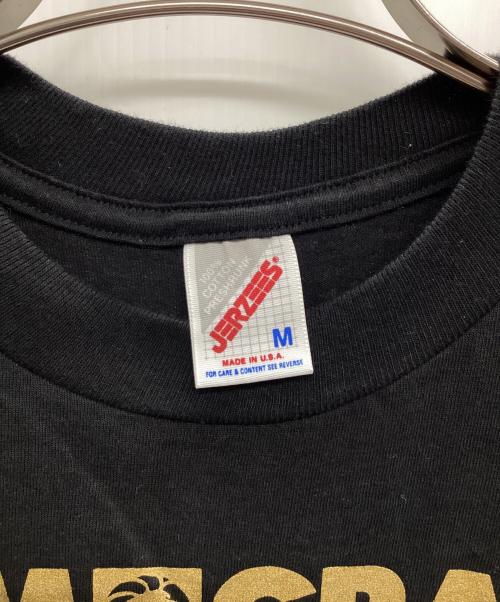 100%
COTTON
PRESHRUNK
JERZEES®
M
MADE IN U.S.A.
FOR CARE & CONTENT SEE REVERSE